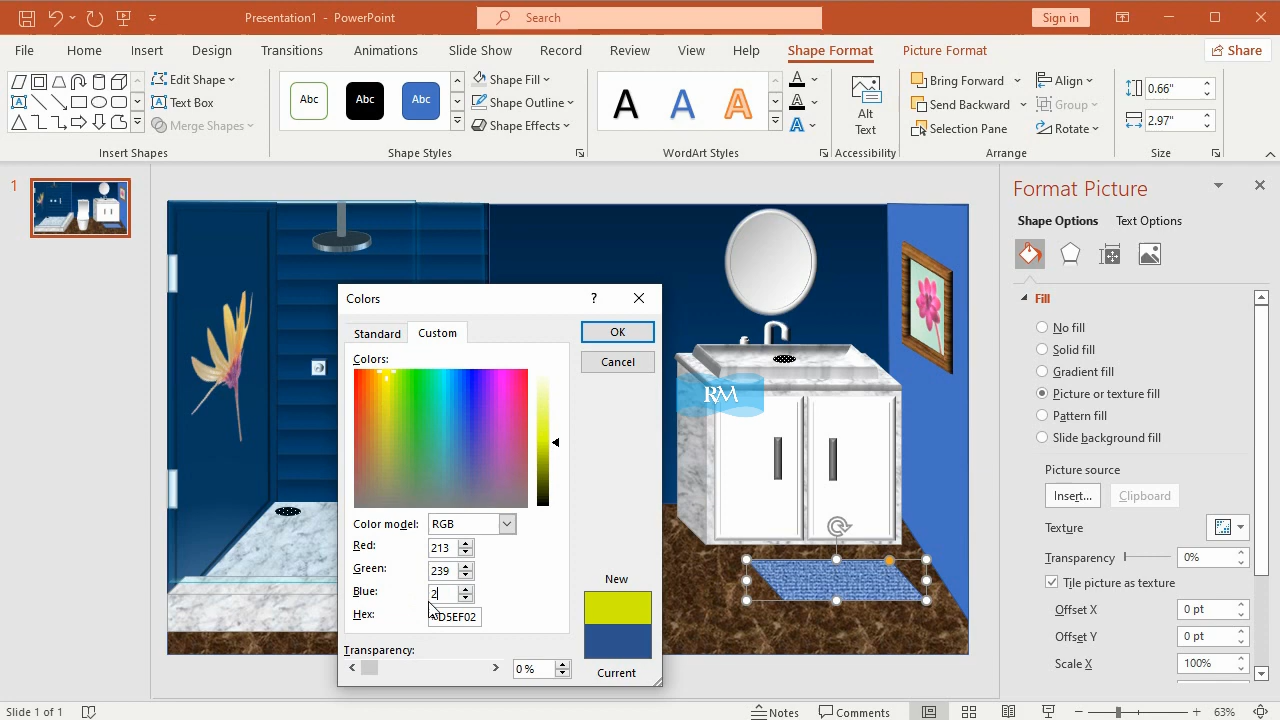 Presentation1 - PowerPoint
Search
Sign in
File Home Insert Design Transitions Animations Slide Show Record Review View Help Shape Format Picture Format Share
Edit Shape
Text Box
Merge Shapes
Insert Shapes
Abc Abc Abc
Shape Fill
Shape Outline
Shape Effects
Shape Styles
A A A
A
A
A
WordArt Styles
Alt
Text
Accessibility
Bring Forward
Send Backward
Selection Pane
Align
Group
Rotate
Arrange
0.66"
2.97"
Size
1
RM
Colors
?
Standard Custom
OK
Cancel
Colors:
Color model: RGB
Red: 213
Green: 239
Blue: 2
Hex: D5EF02
New
Current
Transparency:
0 %
Format Picture
Shape Options Text Options
Fill
No fill
Solid fill
Gradient fill
Picture or texture fill
Pattern fill
Slide background fill
Picture source
Insert... Clipboard
Texture
Transparency 0%
Tile picture as texture
Offset X 0 pt
Offset Y 0 pt
Scale X 100%
Slide 1 of 1
Notes Comments 63%